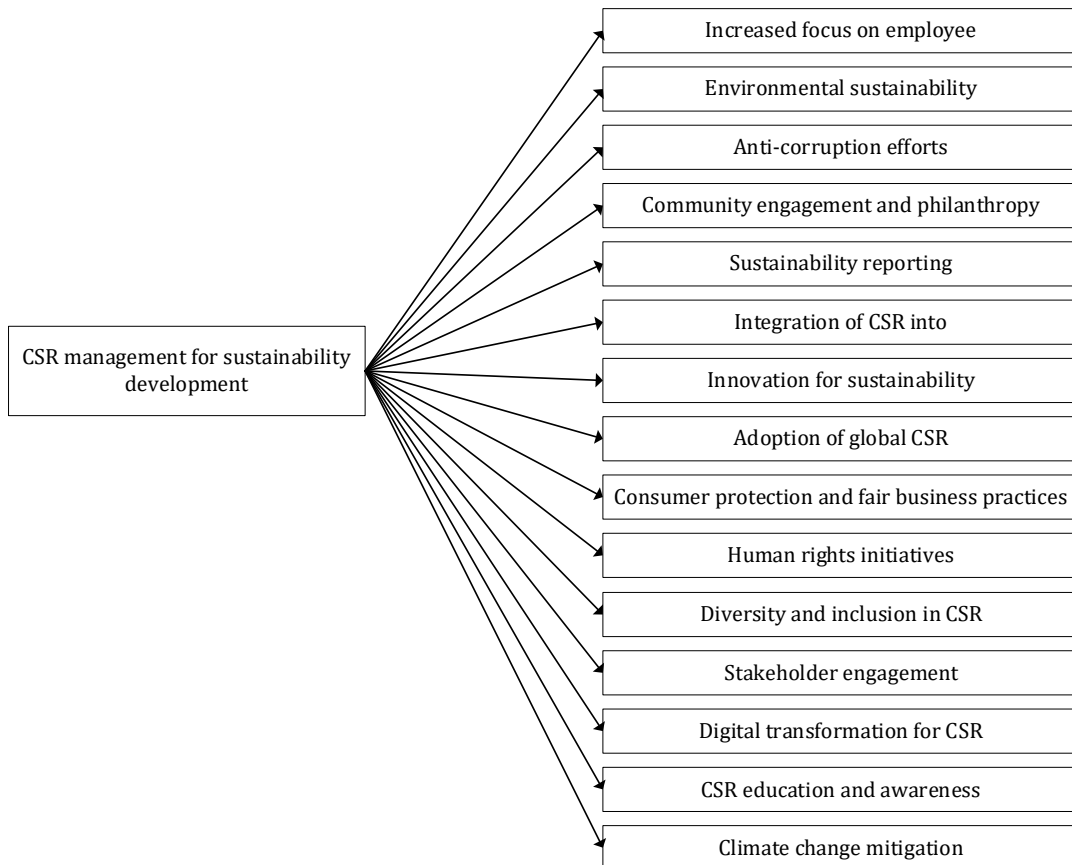 Increased focus on employee
Environmental sustainability
Anti-corruption efforts
Community engagement and philanthropy
Sustainability reporting
CSR management for sustainability
development
Integration of CSR into
Innovation for sustainability
Adoption of global CSR
Consumer protection and fair business practices
Human rights initiatives
Diversity and inclusion in CSR
Stakeholder engagement
Digital transformation for CSR
CSR education and awareness
Climate change mitigation